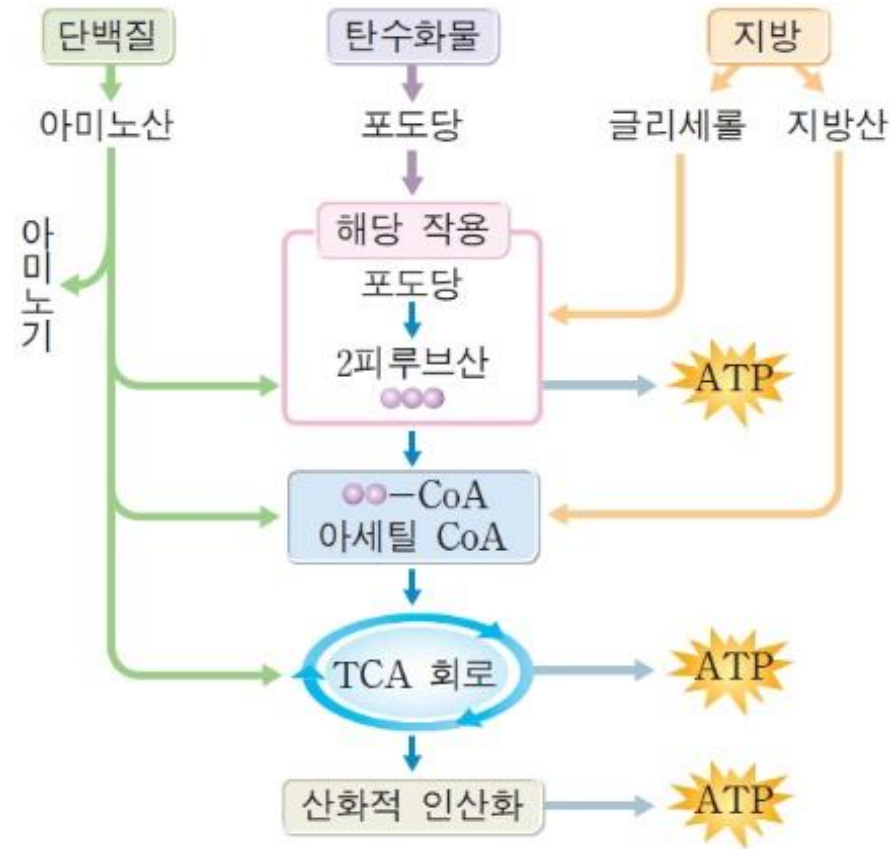 단백질
탄수화물
지방
아미노산
포도당
글리세롤
지방산
아미노기
해당 작용
포도당
2피루브산
ATP
-CoA
아세틸 CoA
TCA 회로
ATP
산화적 인산화
ATP